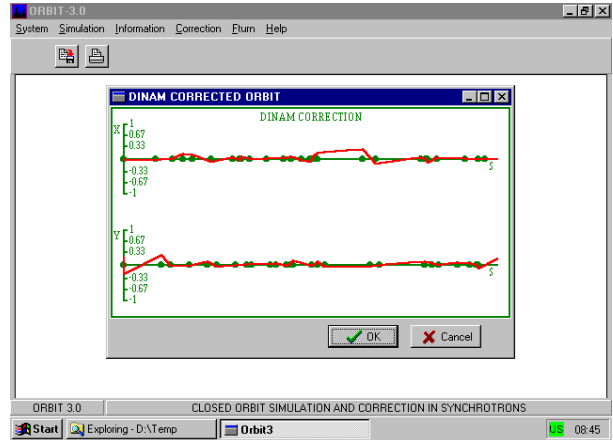 ORBIT-3.0
System Simulation Information Correction Fturn Help
DINAM CORRECTED ORBIT
DINAM CORRECTION
X
1
0.67
0.33
-0.33
-0.67
-1
S
Y
1
0.67
0.33
-0.33
-0.67
-1
S
OK Cancel
ORBIT 3.0 CLOSED ORBIT SIMULATION AND CORRECTION IN SYNCHROTRONS
Start Exploring - D:\Temp Orbit3 US 08:45